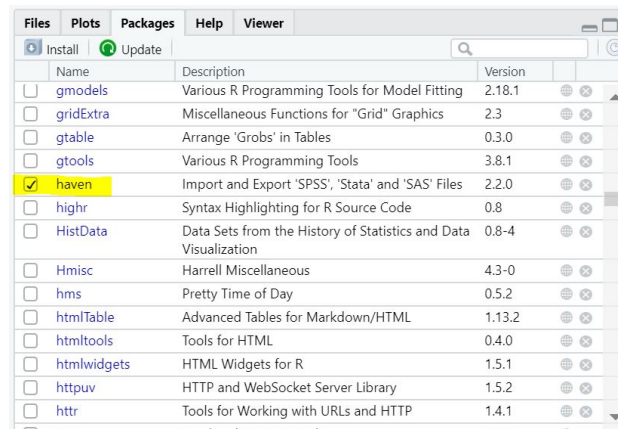 Files Plots Packages Help Viewer
Install Update
Name Description Version
gmodels Various R Programming Tools for Model Fitting 2.18.1
gridExtra Miscellaneous Functions for "Grid" Graphics 2.3
gtable Arrange 'Grobs' in Tables 0.3.0
gtools Various R Programming Tools 3.8.1
haven Import and Export 'SPSS', 'Stata' and 'SAS' Files 2.2.0
highr Syntax Highlighting for R Source Code 0.8
HistData Data Sets from the History of Statistics and Data 0.8-4
Visualization
Hmisc Harrell Miscellaneous 4.3-0
hms Pretty Time of Day 0.5.2
htmlTable Advanced Tables for Markdown/HTML 1.13.2
htmltools Tools for HTML 0.4.0
htmlwidgets HTML Widgets for R 1.5.1
httpuv HTTP and WebSocket Server Library 1.5.2
httr Tools for Working with URLs and HTTP 1.4.1